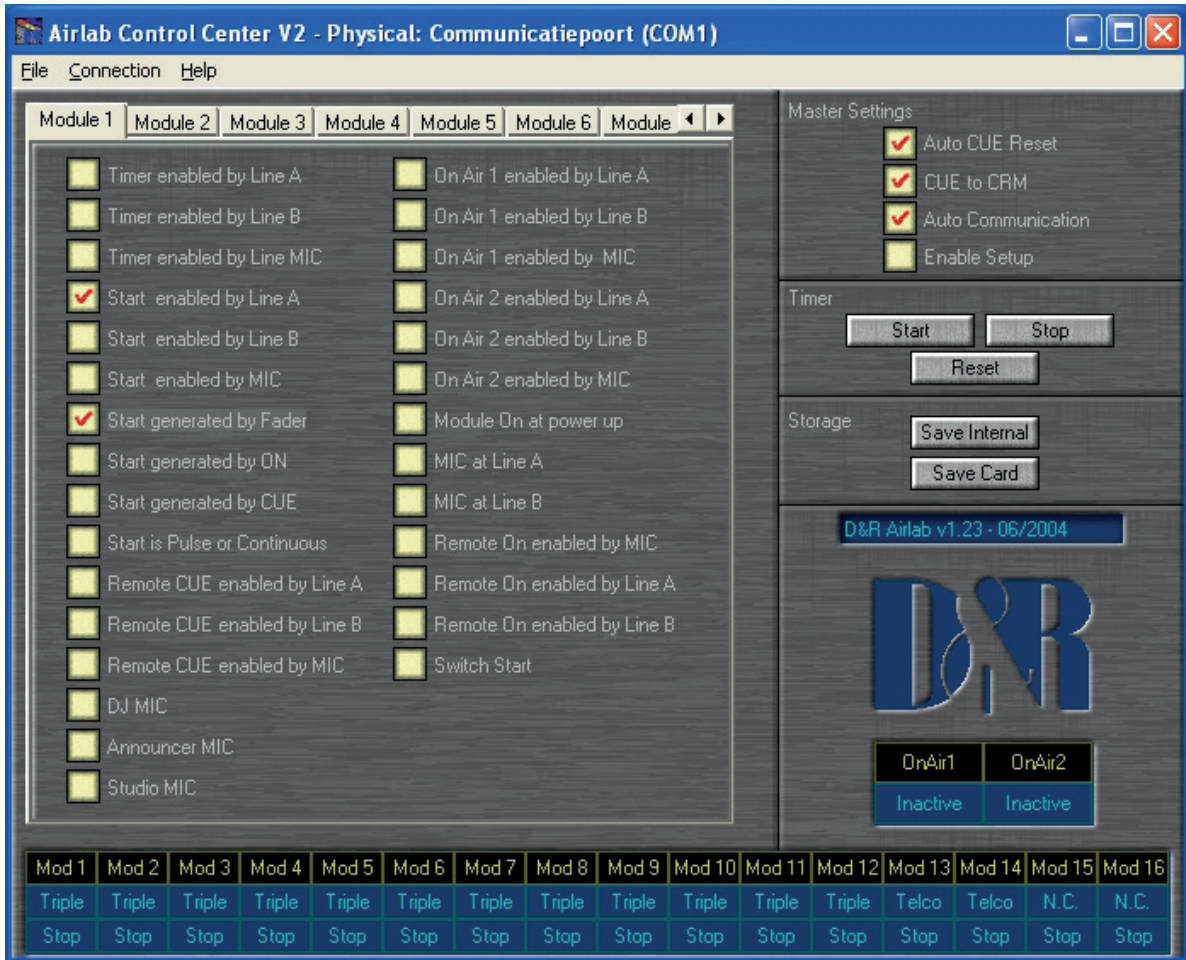 Airlab Control Center V2 - Physical: Communicatiepoort (COM1)
File Connection Help
Module 1 Module 2 Module 3 Module 4 Module 5 Module 6 Module
Timer enabled by Line A
Timer enabled by Line B
Timer enabled by Line MIC
Start enabled by Line A
Start enabled by Line B
Start enabled by MIC
Start generated by Fader
Start generated by ON
Start generated by CUE
Start is Pulse or Continuous
Remote CUE enabled by Line A
Remote CUE enabled by Line B
Remote CUE enabled by MIC
DJ MIC
Announcer MIC
Studio MIC
On Air 1 enabled by Line A
On Air 1 enabled by Line B
On Air 1 enabled by MIC
On Air 2 enabled by Line A
On Air 2 enabled by Line B
On Air 2 enabled by MIC
Module On at power up
MIC at Line A
MIC at Line B
Remote On enabled by MIC
Remote On enabled by Line A
Remote On enabled by Line B
Switch Start
Master Settings
Auto CUE Reset
CUE to CRM
Auto Communication
Enable Setup
Timer
Start Stop
Reset
Storage
Save Internal
Save Card
D&R Airlab v1.23 - 06/2004
D&R
OnAir1 OnAir2
Inactive Inactive
Mod 1 Mod 2 Mod 3 Mod 4 Mod 5 Mod 6 Mod 7 Mod 8 Mod 9 Mod 10 Mod 11 Mod 12 Mod 13 Mod 14 Mod 15 Mod 16
Triple Triple Triple Triple Triple Triple Triple Triple Triple Triple Triple Triple Telco Telco N.C. N.C.
Stop Stop Stop Stop Stop Stop Stop Stop Stop Stop Stop Stop Stop Stop Stop Stop